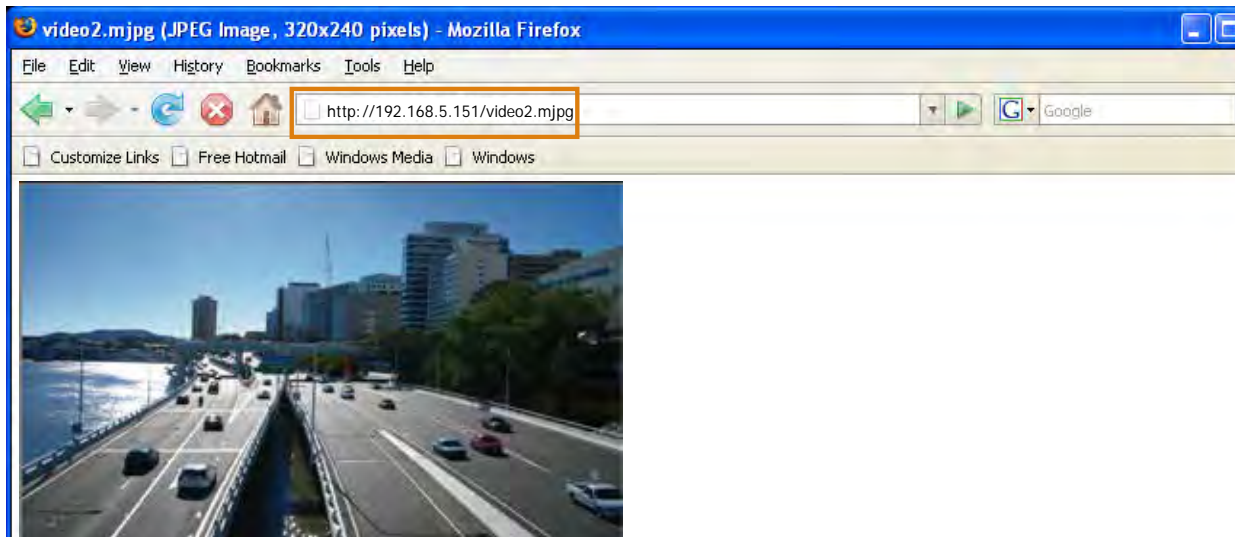 video2.mjpg (JPEG Image, 320x240 pixels) - Mozilla Firefox
File Edit View History Bookmarks Tools Help
http://192.168.5.151/video2.mjpg G Google
Customize Links Free Hotmail Windows Media Windows